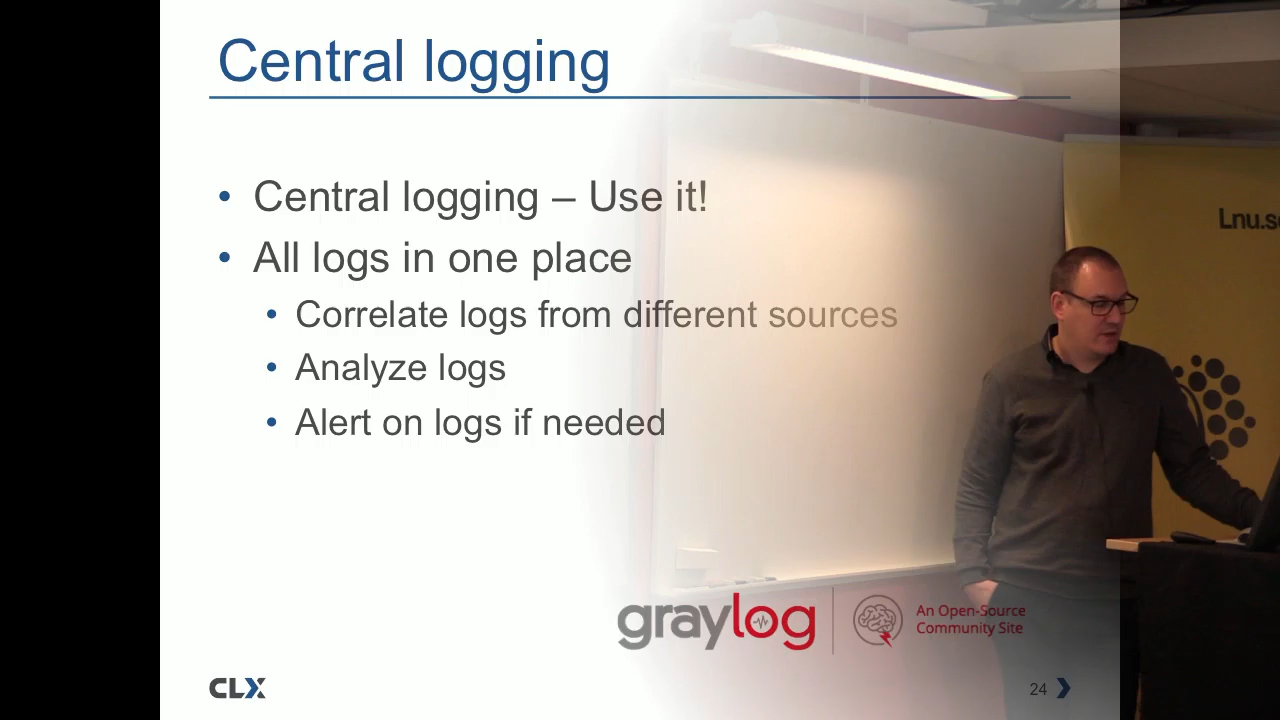 Central logging
• Central logging – Use it!
• All logs in one place
• Correlate logs from different sources
• Analyze logs
• Alert on logs if needed
Lnu.s
graylog
An Open-Source
Community Site
CLX
24